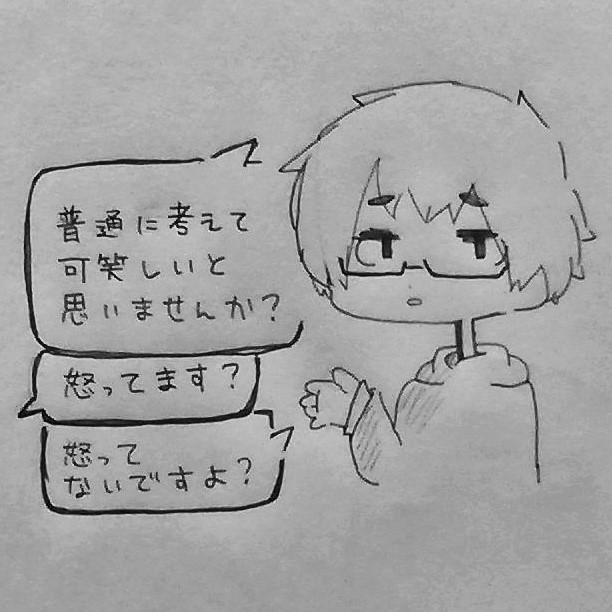 普通に考えて
可笑しいと
思いませんか？
怒ってます？
怒って
ないですよ？